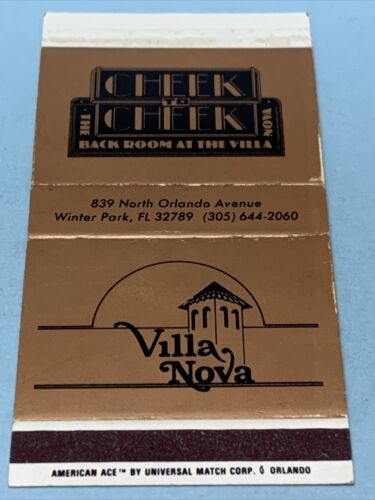 CHEEK
TO
CHEEK
THE
BACK ROOM AT THE VILLA
NOVA
839 North Orlando Avenue
Winter Park, FL 32789 (305) 644-2060
Villa
Nova
AMERICAN ACE™ BY UNIVERSAL MATCH CORP. ORLANDO